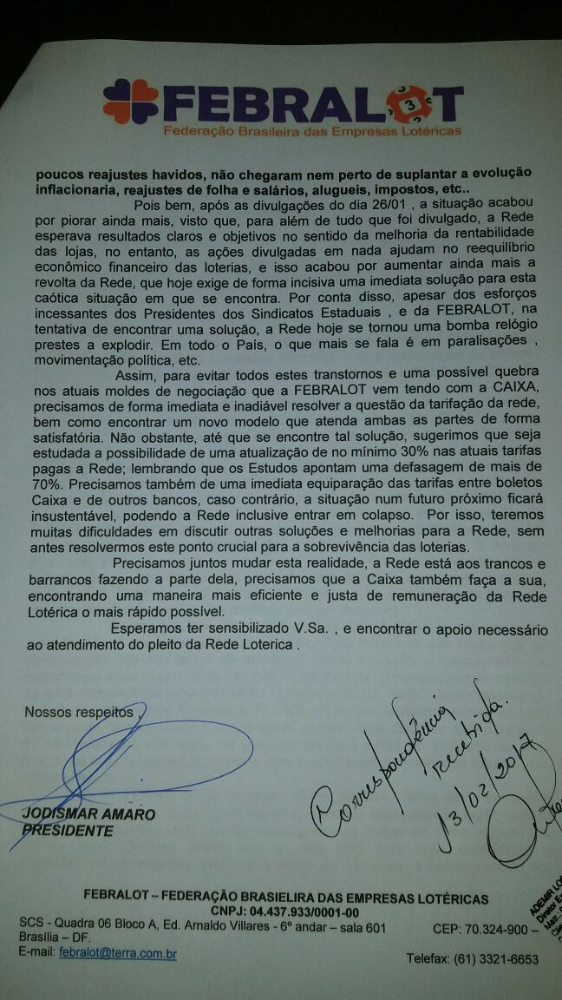 FEBRALOT
3
Federação Brasileira das Empresas Lotéricas
poucos reajustes havidos, não chegaram nem perto de suplantar a evolução
inflacionaria, reajustes de folha e salários, alugueis, impostos, etc..
Pois bem, após as divulgações do dia 26/01 , a situação acabou
por piorar ainda mais, visto que, para além de tudo que foi divulgado, a Rede
esperava resultados claros e objetivos no sentido da melhoria da rentabilidade
das lojas, no entanto, as ações divulgadas em nada ajudam no reequilibrio
econômico financeiro das loterias, e isso acabou por aumentar ainda mais a
revolta da Rede, que hoje exige de forma incisiva uma imediata solução para esta
caótica situação em que se encontra. Por conta disso, apesar dos esforços
incessantes dos Presidentes dos Sindicatos Estaduais , e da FEBRALOT, na
tentativa de encontrar uma solução, a Rede hoje se tornou uma bomba relógio
prestes a explodir. Em todo o País, o que mais se fala é em paralisações ,
movimentação política, etc.
Assim, para evitar todos estes transtornos e uma possível quebra
nos atuais moldes de negociação que a FEBRALOT vem tendo com a CAIXA,
precisamos de forma imediata e inadiável resolver a questão da tarifação da rede,
bem como encontrar um novo modelo que atenda ambas as partes de forma
satisfatória. Não obstante, até que se encontre tal solução, sugerimos que seja
estudada a possibilidade de uma atualização de no mínimo 30% nas atuais tarifas
pagas a Rede; lembrando que os Estudos apontam uma defasagem de mais de
70%. Precisamos também de uma imediata equiparação das tarifas entre boletos
Caixa e de outros bancos, caso contrário, a situação num futuro próximo ficará
insustentável, podendo a Rede inclusive entrar em colapso. Por isso, teremos
muitas dificuldades em discutir outras soluções e melhorias para a Rede, sem
antes resolvermos este ponto crucial para a sobrevivência das loterias.
Precisamos juntos mudar esta realidade, a Rede está aos trancos e
barrancos fazendo a parte dela, precisamos que a Caixa também faça a sua,
encontrando uma maneira mais eficiente e justa de remuneração da Rede
Lotérica o mais rápido possível.
Esperamos ter sensibilizado V.Sa. , e encontrar o apoio necessário
ao atendimento do pleito da Rede Loterica .
Nossos respeitos ,
Correspondência
recebida.
13/02/2017
JODISMAR AMARO
PRESIDENTE
FEBRALOT – FEDERAÇÃO BRASIELIRA DAS EMPRESAS LOTÉRICAS
CNPJ: 04.437.933/0001-00
SCS - Quadra 06 Bloco A, Ed. Arnaldo Villares - 6º andar – sala 601
CEP: 70.324-900 –
Brasília – DF.
E-mail: febralot@terra.com.br
Telefax: (61) 3321-6653
ADEMIR
Diretor